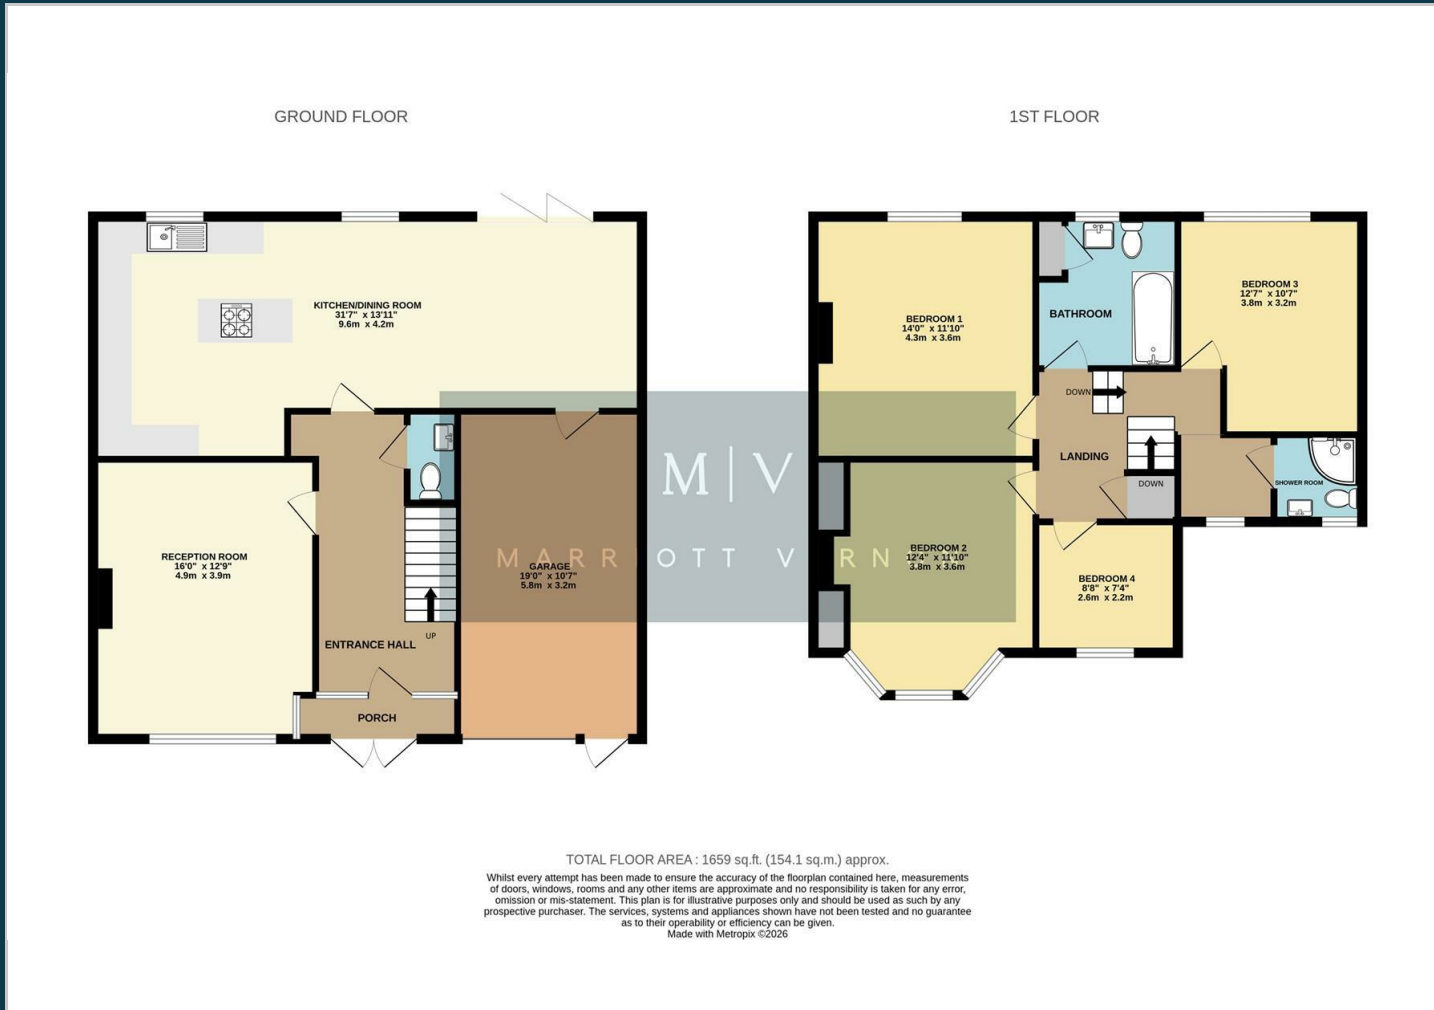 GROUND FLOOR
1ST FLOOR
KITCHEN/DINING ROOM
31'7" x 13'11"
9.6m x 4.2m
RECEPTION ROOM
16'0" x 12'9"
4.9m x 3.9m
ENTRANCE HALL
UP
PORCH
GARAGE
19'0" x 10'7"
5.8m x 3.2m
BEDROOM 1
14'0" x 11'10"
4.3m x 3.6m
BATHROOM
BEDROOM 3
12'7" x 10'7"
3.8m x 3.2m
DOWN
LANDING
DOWN
SHOWER ROOM
BEDROOM 2
12'4" x 11'10"
3.8m x 3.6m
BEDROOM 4
8'8" x 7'4"
2.6m x 2.2m
M|V
MARRIOTT
TOTAL FLOOR AREA : 1659 sq.ft. (154.1 sq.m.) approx.
Whilst every attempt has been made to ensure the accuracy of the floorplan contained here, measurements
of doors, windows, rooms and any other items are approximate and no responsibility is taken for any error,
omission or mis-statement. This plan is for illustrative purposes only and should be used as such by any
prospective purchaser. The services, systems and appliances shown have not been tested and no guarantee
as to their operability or efficiency can be given.
Made with Metropix ©2026